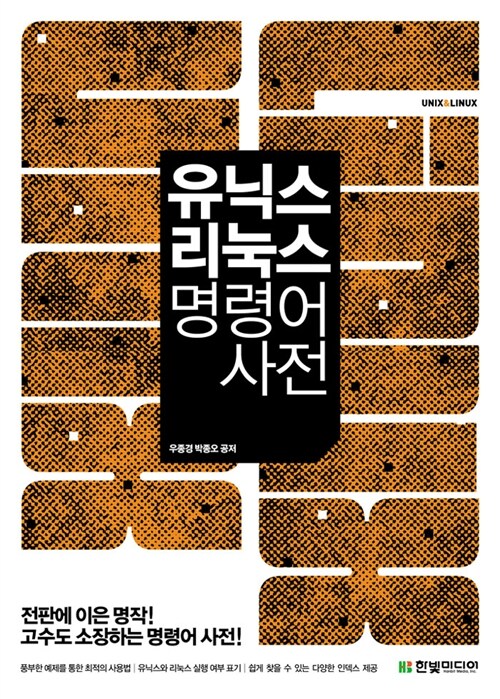 UNIX&LINUX
유닉스
리눅스
명령어
사전
우종경 박종오 공저
전판에 이은 명작!
고수도 소장하는 명령어 사전!
풍부한 예제를 통한 최적의 사용법 | 유닉스와 리눅스 실행 여부 표기 | 쉽게 찾을 수 있는 다양한 인덱스 제공
HB 한빛미디어
Hanbit Media, Inc.